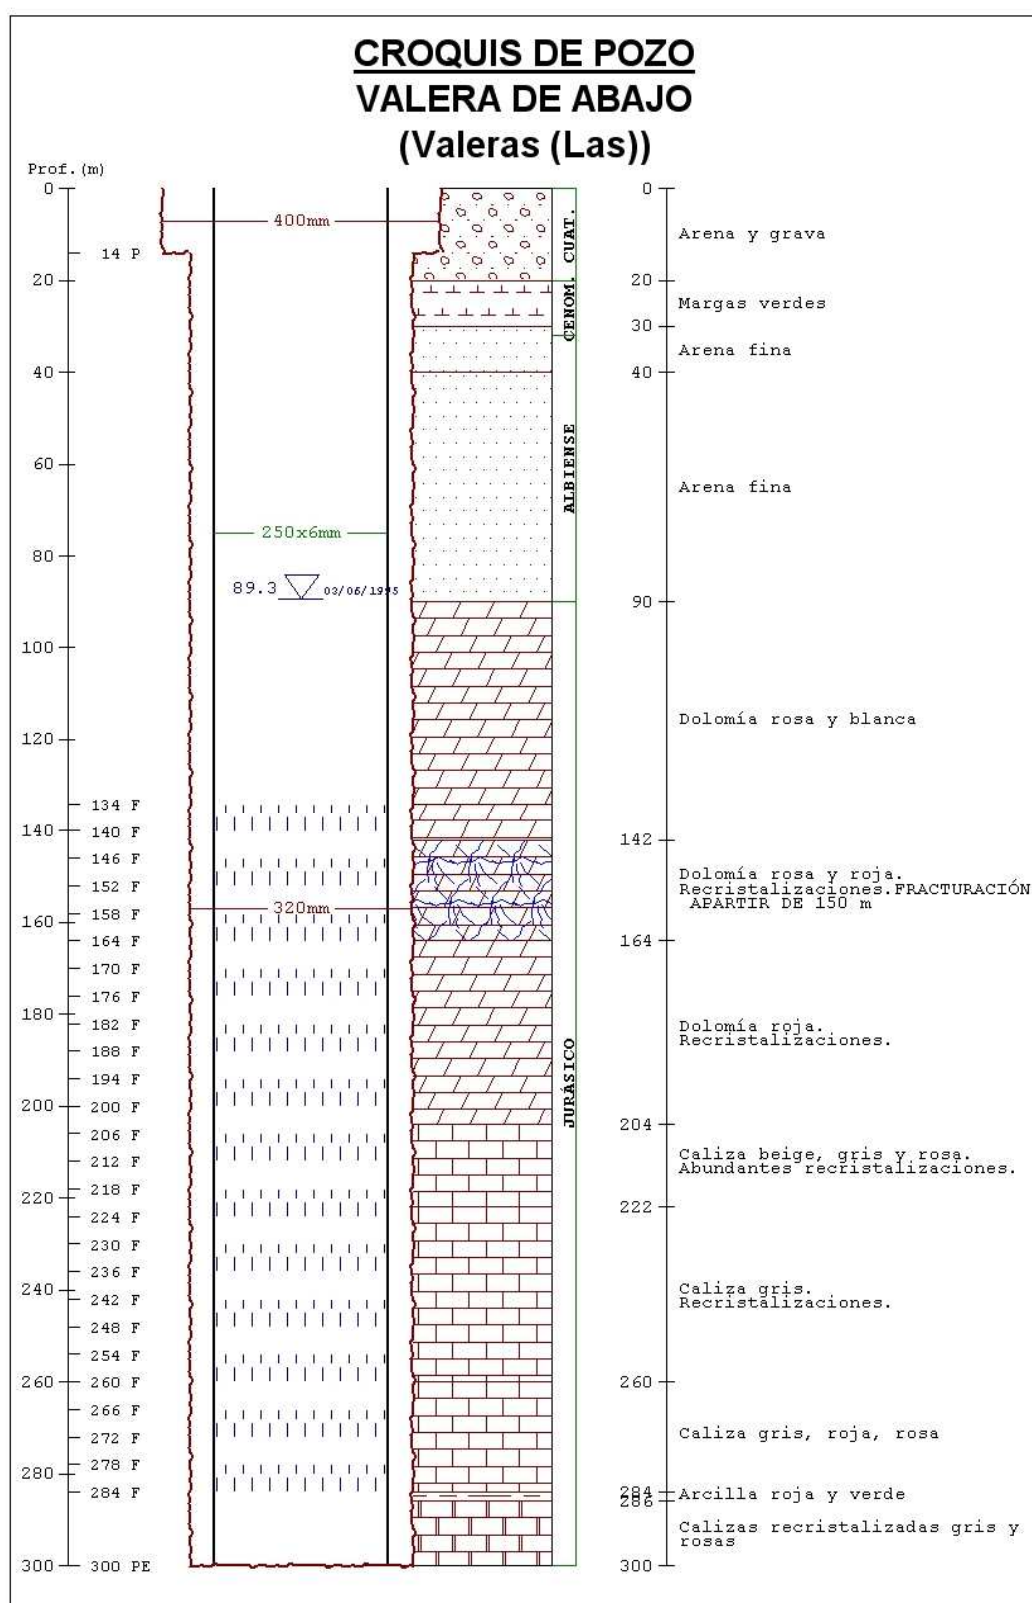 CROQUIS DE POZO
VALERA DE ABAJO
(Valeras (Las))
Prof.(m)
0
14 P
20
40
60
80
100
120
134 F
140
140 F
146 F
152 F
158 F
160
164 F
170 F
176 F
180
182 F
188 F
194 F
200
200 F
206 F
212 F
218 F
220
224 F
230 F
236 F
240
242 F
248 F
254 F
260
260 F
266 F
272 F
278 F
280
284 F
300
300 PE
400mm
250x6mm
89.3
320mm
CUAT.
CENOM.
ALBIENSE
JURÁSICO
0
Arena y grava
20
Margas verdes
30
Arena fina
40
Arena fina
90
Dolomía rosa y blanca
142
Dolomía rosa y roja.
Recristalizaciones.FRACTURACIÓN
APARTIR DE 150 m
164
Dolomía roja.
Recristalizaciones.
204
Caliza beige, gris y rosa.
Abundantes recristalizaciones.
222
Caliza gris.
Recristalizaciones.
260
Caliza gris, roja, rosa
284
Arcilla roja y verde
286
Calizas recristalizadas gris y
rosas
300